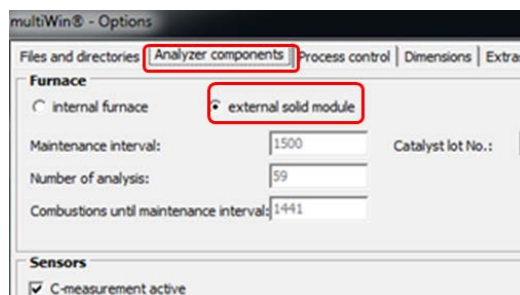 multiWin® - Options
Files and directories Analyzer components Process control Dimensions Extra
Furnace
internal furnace external solid module
Maintenance interval: 1500 Catalyst lot No.:
Number of analysis: 59
Combustions until maintenance interval: 1441
Sensors
C-measurement active